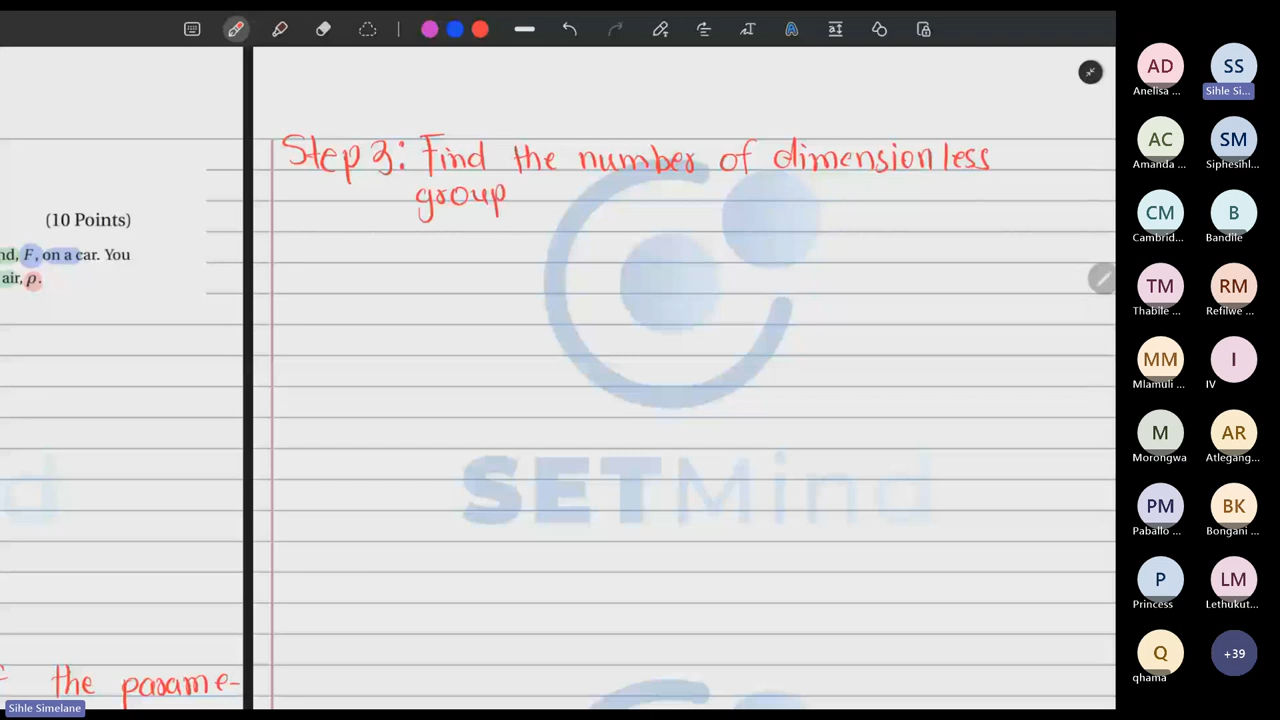 Step 3: Find the number of dimensionless
group
(10 Points)
nd, F, on a car. You
air, ρ.
the parame-
SETMind
d
Sihle Simelane
AD
Anelisa ...
SS
Sihle Si...
AC
Amanda ...
SM
Siphesihl...
CM
Cambrid...
B
Bandile
TM
Thabile ...
RM
Refilwe ...
MM
Mlamuli ...
I
IV
M
Morongwa
AR
Atlegang...
PM
Paballo ...
BK
Bongani ...
P
Princess
LM
Lethukut...
Q
qhama
+39